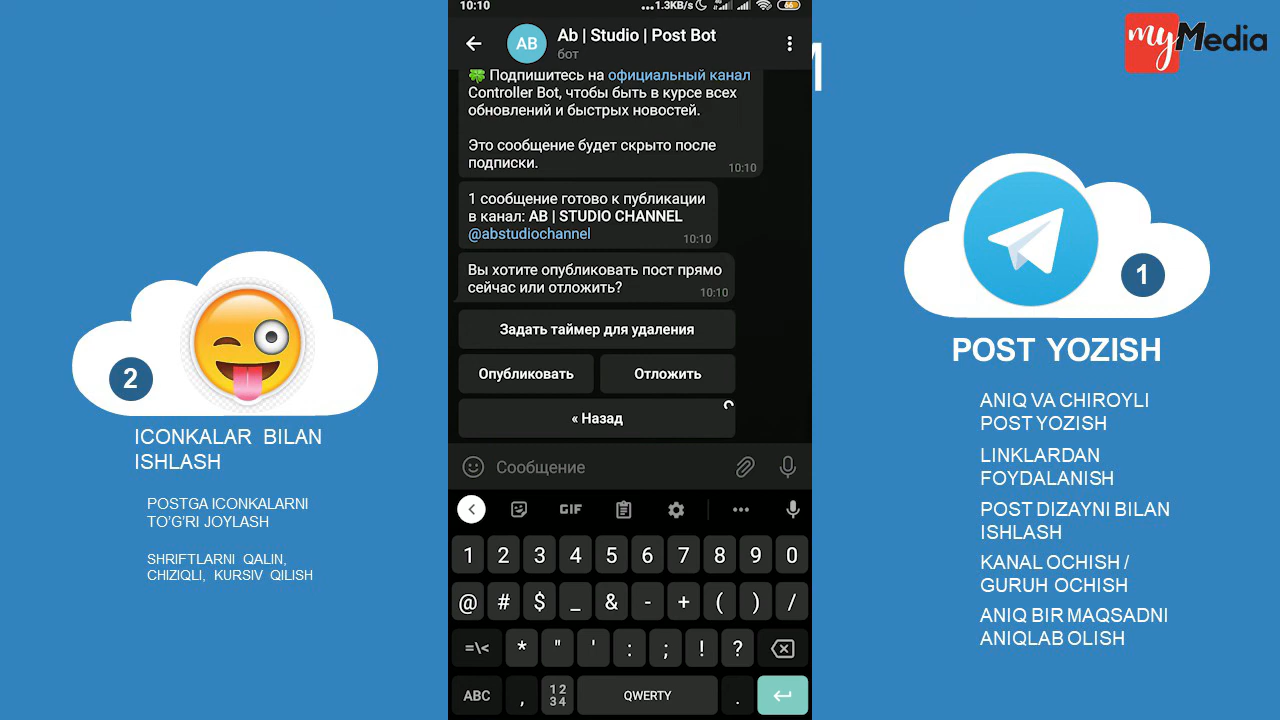 10:10
...1.3KB/s
66
AB
Ab | Studio | Post Bot
бот
myMedia
🍀 Подпишитесь на официальный канал
Controller Bot, чтобы быть в курсе всех
обновлений и быстрых новостей.
Это сообщение будет скрыто после
подписки.
10:10
1 сообщение готово к публикации
в канал: AB | STUDIO CHANNEL
@abstudiochannel
10:10
Вы хотите опубликовать пост прямо
сейчас или отложить?
10:10
Задать таймер для удаления
Опубликовать
Отложить
« Назад
Сообщение
GIF
1 2 3 4 5 6 7 8 9 0
@ # $ _ & - + ( ) /
=\< * " ' : ; ! ?
ABC , 12 34 QWERTY .
2
ICONKALAR BILAN
ISHLASH
POSTGA ICONKALARNI
TO'G'RI JOYLASH
SHRIFTLARNI QALIN,
CHIZIQLI, KURSIV QILISH
1
POST YOZISH
ANIQ VA CHIROYLI
POST YOZISH
LINKLARDAN
FOYDALANISH
POST DIZAYNI BILAN
ISHLASH
KANAL OCHISH /
GURUH OCHISH
ANIQ BIR MAQSADNI
ANIQLAB OLISH